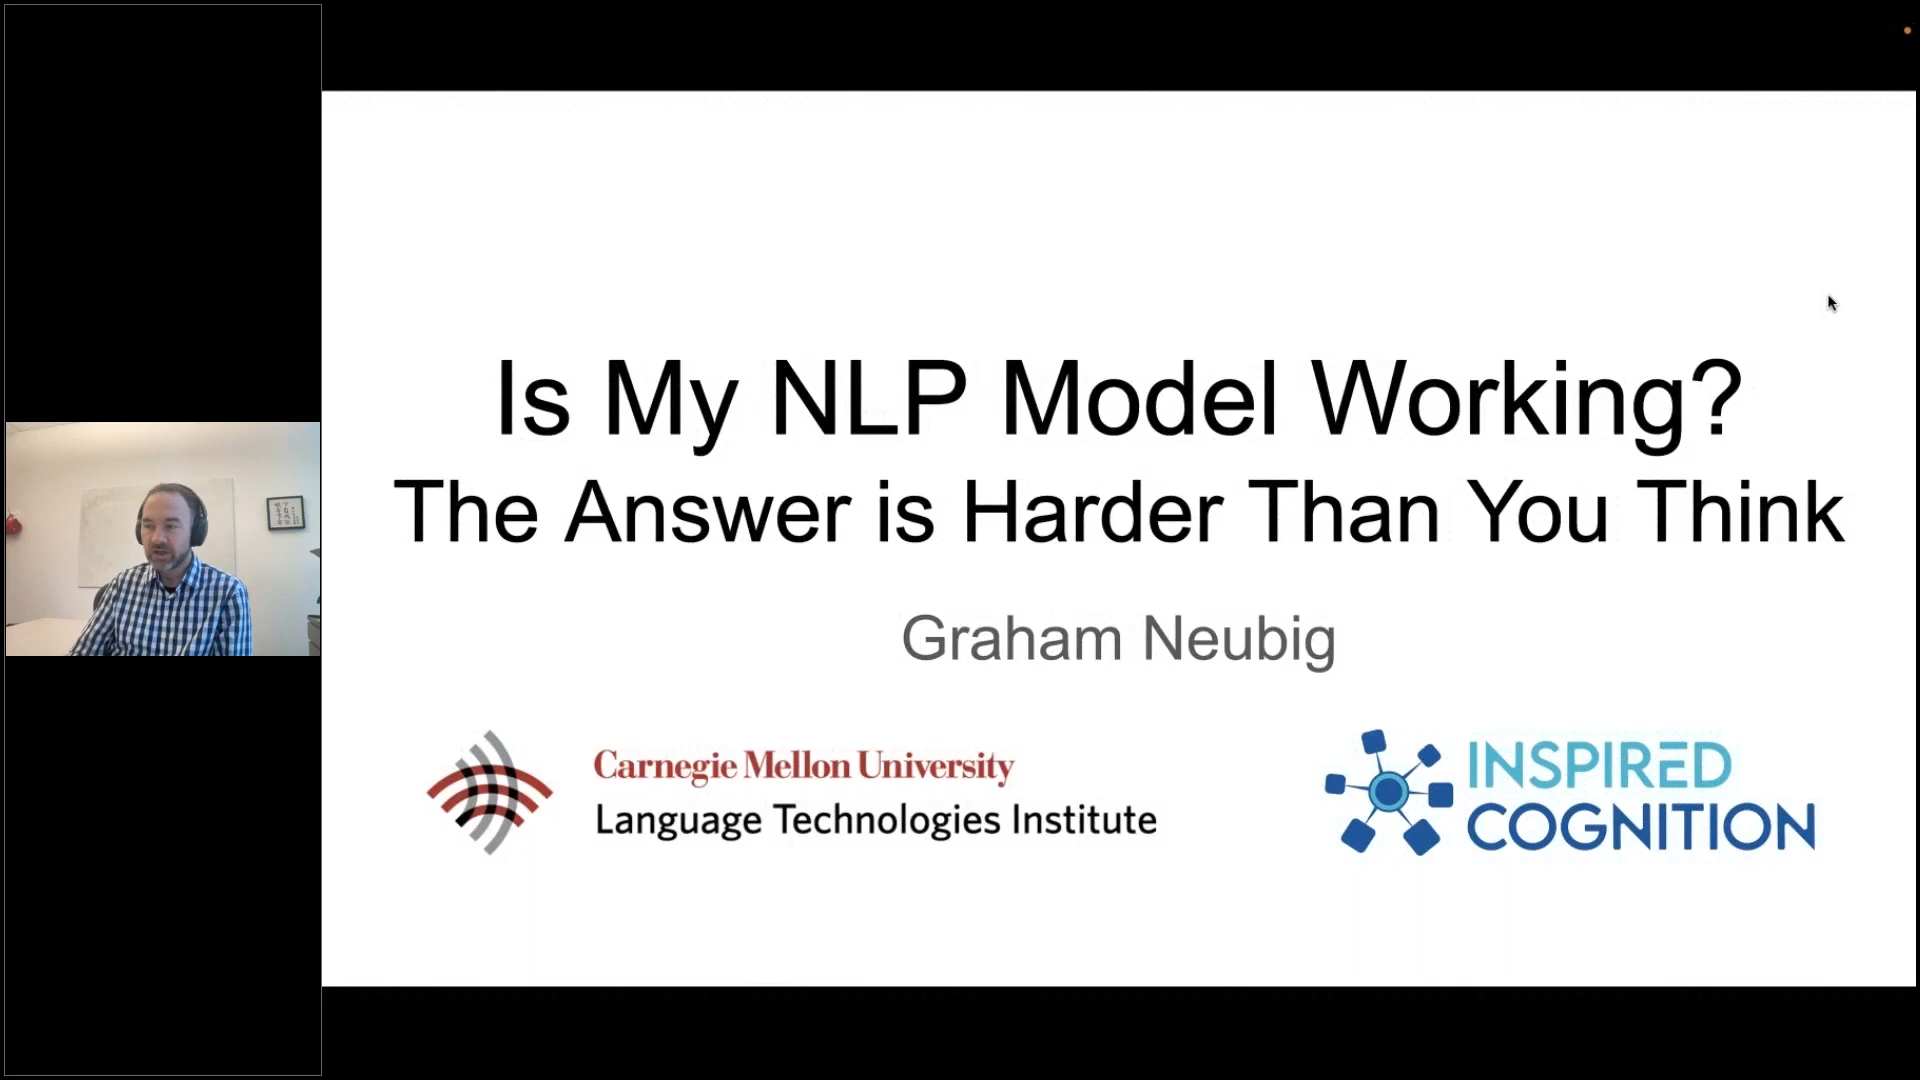 Is My NLP Model Working?
The Answer is Harder Than You Think
Graham Neubig
Carnegie Mellon University
Language Technologies Institute
INSPIRED
COGNITION